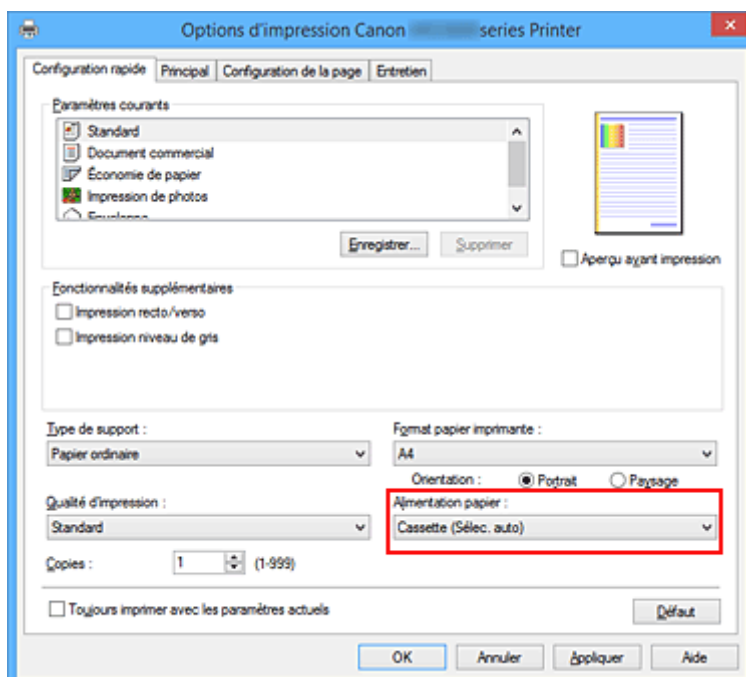 Options d'impression Canon series Printer
Configuration rapide Principal Configuration de la page Entretien
Paramètres courants
Standard
Document commercial
Économie de papier
Impression de photos
Enregistrer... Supprimer
Aperçu avant impression
Fonctionnalités supplémentaires
Impression recto/verso
Impression niveau de gris
Type de support : Format papier imprimante :
Papier ordinaire A4
Orientation : Portrait Paysage
Qualité d'impression : Alimentation papier :
Standard Cassette (Sélec. auto)
Copies : 1 (1-999)
Toujours imprimer avec les paramètres actuels Défaut
OK Annuler Appliquer Aide